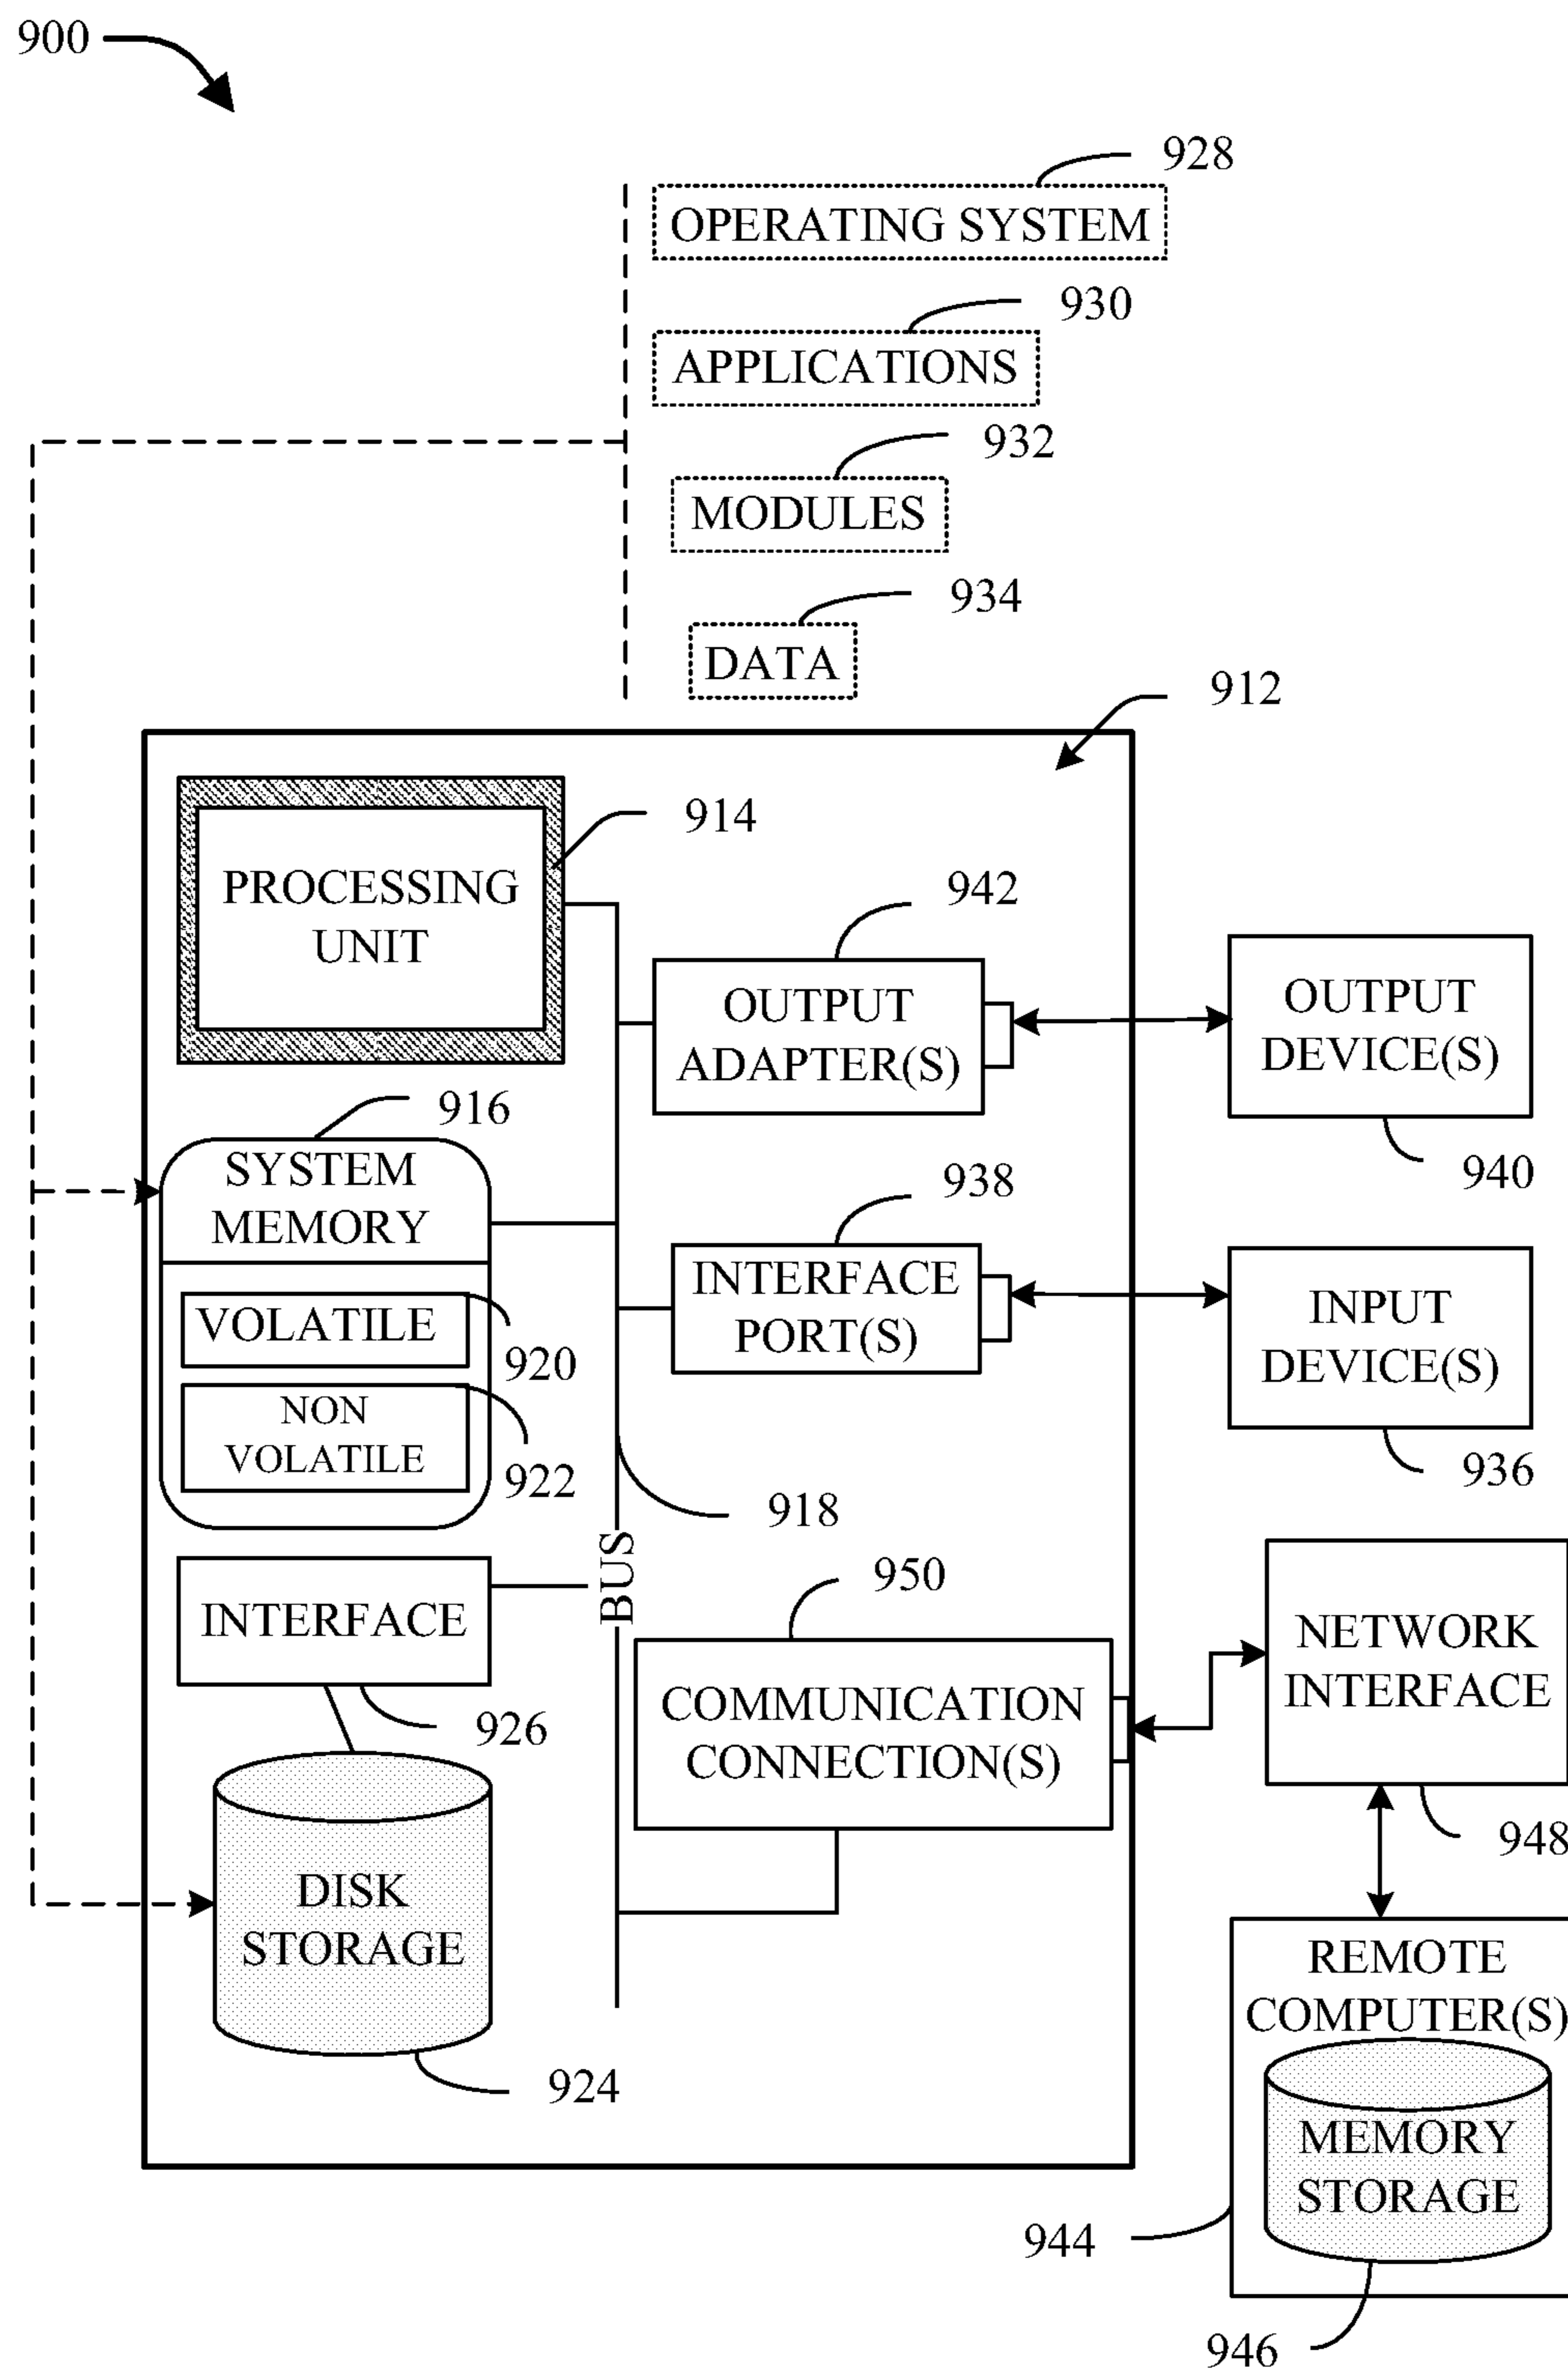 900
928
OPERATING SYSTEM
930
APPLICATIONS
932
MODULES
934
DATA
912
914
PROCESSING
UNIT
942
OUTPUT
ADAPTER(S)
OUTPUT
DEVICE(S)
940
916
SYSTEM
MEMORY
938
INTERFACE
PORT(S)
INPUT
DEVICE(S)
936
VOLATILE
920
NON
VOLATILE
922
918
BUS
INTERFACE
926
950
COMMUNICATION
CONNECTION(S)
NETWORK
INTERFACE
948
DISK
STORAGE
924
REMOTE
COMPUTER(S)
MEMORY
STORAGE
944
946